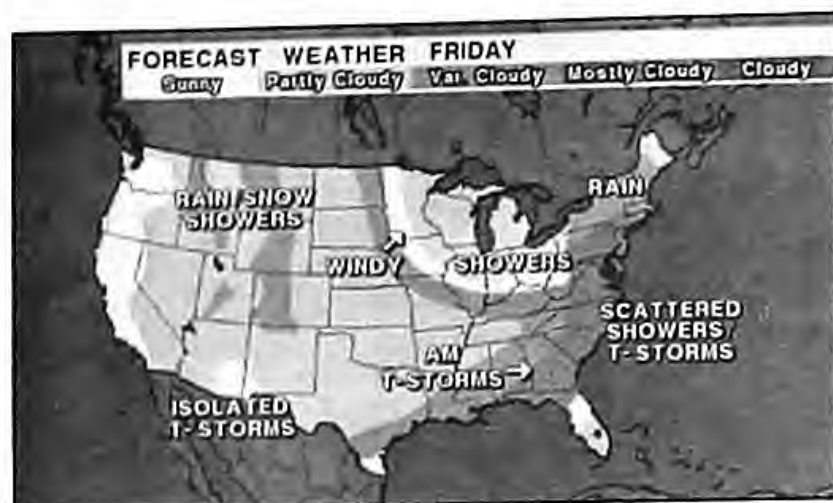 FORECAST WEATHER FRIDAY
Sunny Partly Cloudy Var. Cloudy Mostly Cloudy Cloudy
RAIN/SNOW
SHOWERS
RAIN
WINDY
SHOWERS
SCATTERED
SHOWERS/
T-STORMS
AM
T-STORMS
ISOLATED
T-STORMS